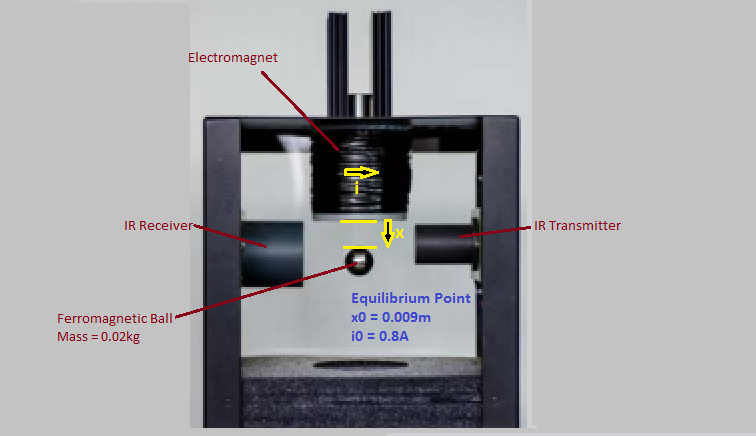 Electromagnet
i
IR Receiver
x
IR Transmitter
Ferromagnetic Ball
Mass = 0.02kg
Equilibrium Point
x0 = 0.009m
i0 = 0.8A